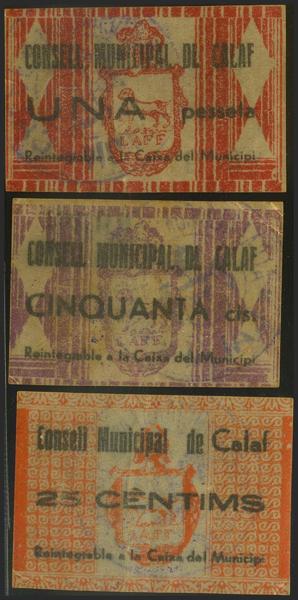 CONSELL MUNICIPAL DE CALAF
UNA pesseta
Reintegrable a la Caixa del Municipi
CONSELL MUNICIPAL DE CALAF
CINQUANTA cts.
Reintegrable a la Caixa del Municipi
Consell Municipal de Calaf
25 CÈNTIMS
Reintegrable a la Caixa del Municipi